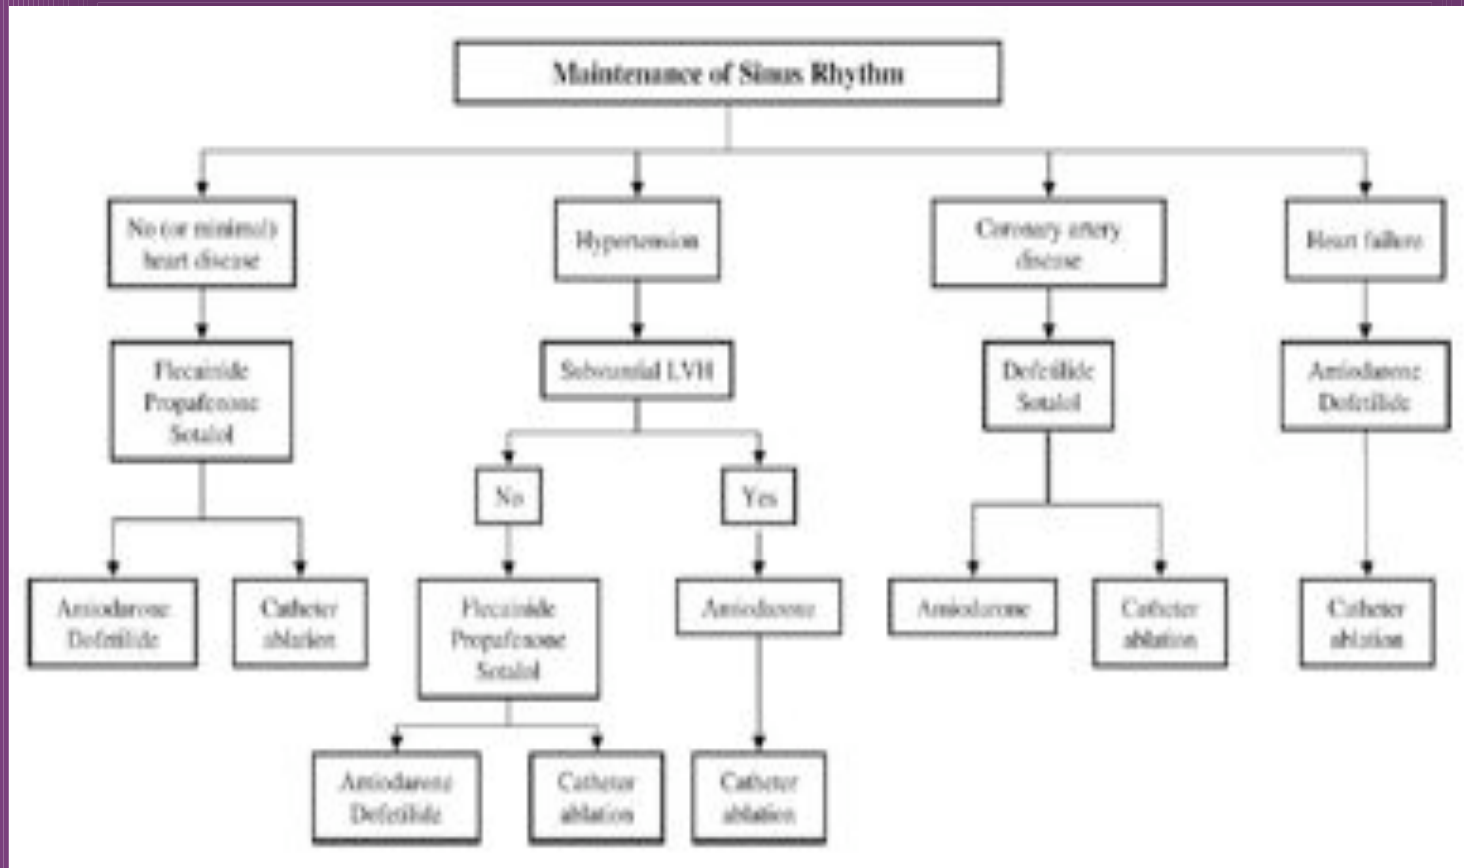 Maintenance of Sinus Rhythm
No (or minimal)
heart disease
Hypertension
Coronary artery
disease
Heart failure
Flecainide
Propafenone
Sotalol
Substantial LVH
Dofetilide
Sotalol
Amiodarone
Dofetilide
No
Yes
Amiodarone
Dofetilide
Catheter
ablation
Flecainide
Propafenone
Sotalol
Amiodarone
Amiodarone
Catheter
ablation
Catheter
ablation
Amiodarone
Dofetilide
Catheter
ablation
Catheter
ablation